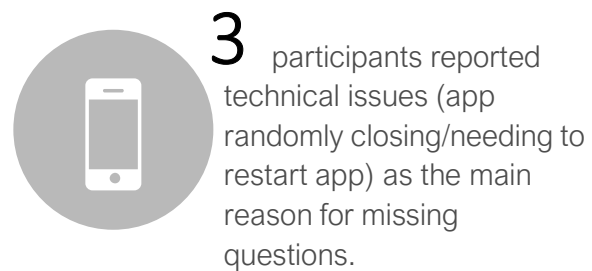 3 participants reported
technical issues (app
randomly closing/needing to
restart app) as the main
reason for missing
questions.